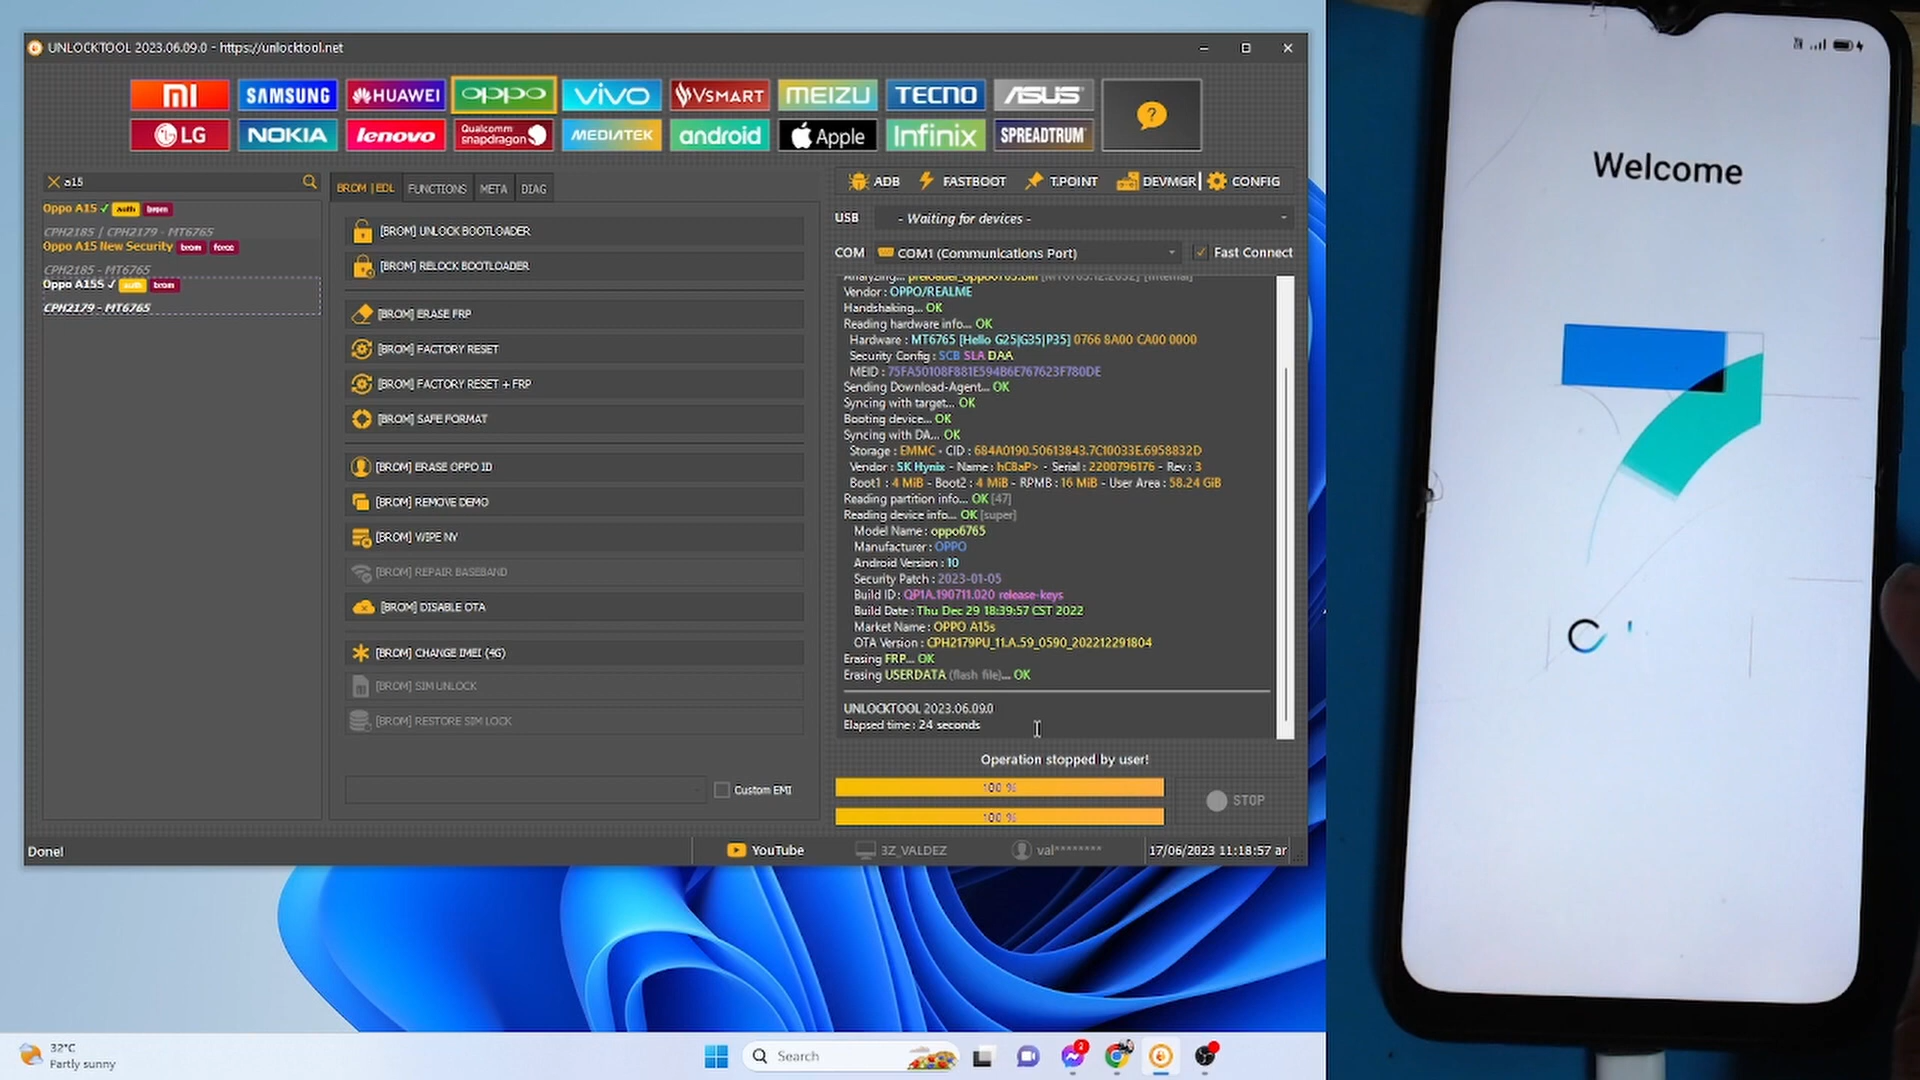 UNLOCKTOOL 2023.06.09.0 - https://unlocktool.net
mi SAMSUNG HUAWEI oppo vivo VSMART MEIZU TECNO ASUS ?
LG NOKIA lenovo Qualcomm snapdragon MEDIATEK android Apple Infinix SPREADTRUM
a15
Oppo A15 ✓ auth brom
CPH2185 | CPH2179 - MT6765
Oppo A15 New Security brom force
CPH2185 - MT6765
Oppo A15S ✓ auth brom
CPH2179 - MT6765
BROM | EDL FUNCTIONS META DIAG
[BROM] UNLOCK BOOTLOADER
[BROM] RELOCK BOOTLOADER
[BROM] ERASE FRP
[BROM] FACTORY RESET
[BROM] FACTORY RESET + FRP
[BROM] SAFE FORMAT
[BROM] ERASE OPPO ID
[BROM] REMOVE DEMO
[BROM] WIPE NV
[BROM] REPAIR BASEBAND
[BROM] DISABLE OTA
[BROM] CHANGE IMEI (4G)
[BROM] SIM UNLOCK
[BROM] RESTORE SIM LOCK
Custom EMI
ADB FASTBOOT T.POINT DEVMGR CONFIG
USB - Waiting for devices -
COM COM1 (Communications Port) Fast Connect
Vendor : OPPO/REALME
Handshaking... OK
Reading hardware info... OK
Hardware : MT6765 [Helio G25|G35|P35] 0766 8A00 CA00 0000
Security Config : SCB SLA DAA
MEID : 75FA50108F881E594B6E767623F780DE
Sending Download-Agent... OK
Syncing with target... OK
Booting device... OK
Syncing with DA... OK
Storage : EMMC - CID : 684A0190.50613843.7C10033E.6958832D
Vendor : SK Hynix - Name : hC8aP> - Serial : 2200796176 - Rev : 3
Boot1 : 4 MiB - Boot2 : 4 MiB - RPMB : 16 MiB - User Area : 58.24 GiB
Reading partition info... OK [47]
Reading device info... OK [super]
Model Name : oppo6765
Manufacturer : OPPO
Android Version : 10
Security Patch : 2023-01-05
Build ID : QP1A.190711.020 release-keys
Build Date : Thu Dec 29 18:39:57 CST 2022
Market Name : OPPO A15s
OTA Version : CPH2179PU_11.A.59_0590_202212291804
Erasing FRP... OK
Erasing USERDATA (flash file)... OK
UNLOCKTOOL 2023.06.09.0
Elapsed time : 24 seconds
Operation stopped by user!
100 %
100 %
STOP
Done! YouTube 3Z_VALDEZ val******** 17/06/2023 11:18:57
32°C
Partly sunny
Search
2
Welcome